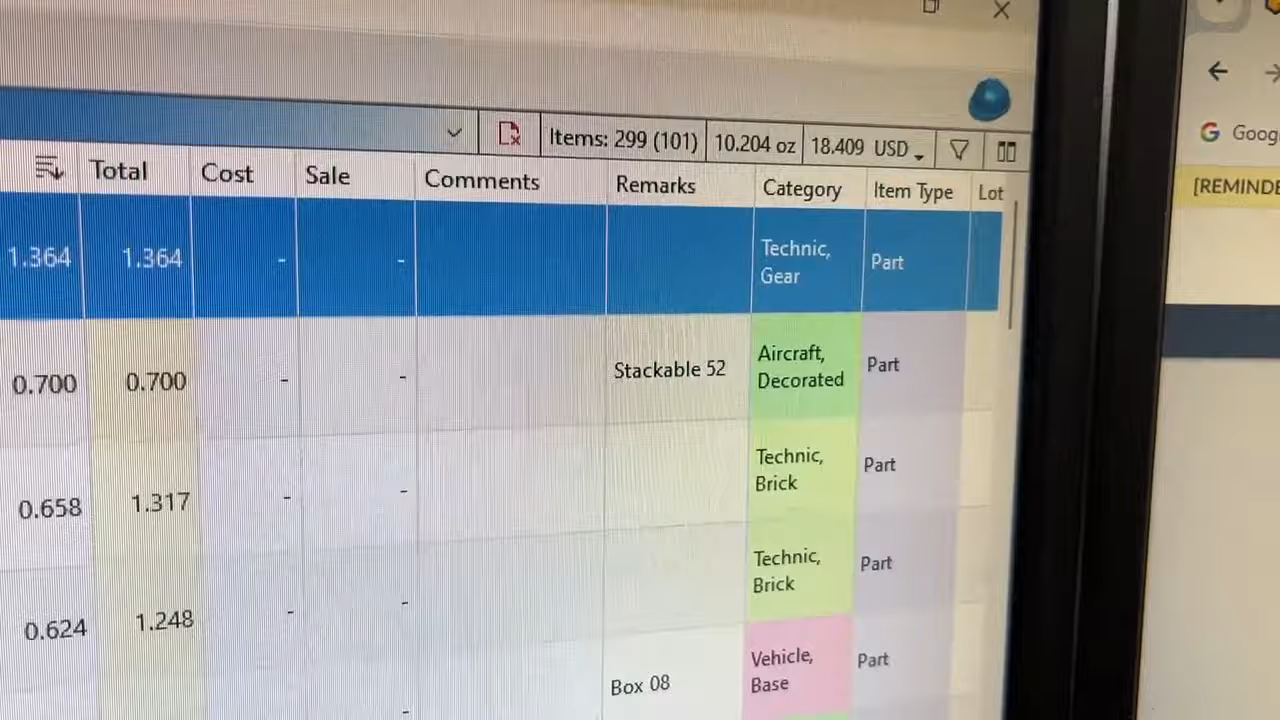 Items: 299 (101) 10.204 oz 18.409 USD
Total Cost Sale Comments Remarks Category Item Type Lot
1.364 1.364 - - Technic,
Gear Part
0.700 0.700 - - Stackable 52 Aircraft,
Decorated Part
0.658 1.317 - - Technic,
Brick Part
0.624 1.248 - - Technic,
Brick Part
- Box 08 Vehicle,
Base Part
Goog
[REMINDE